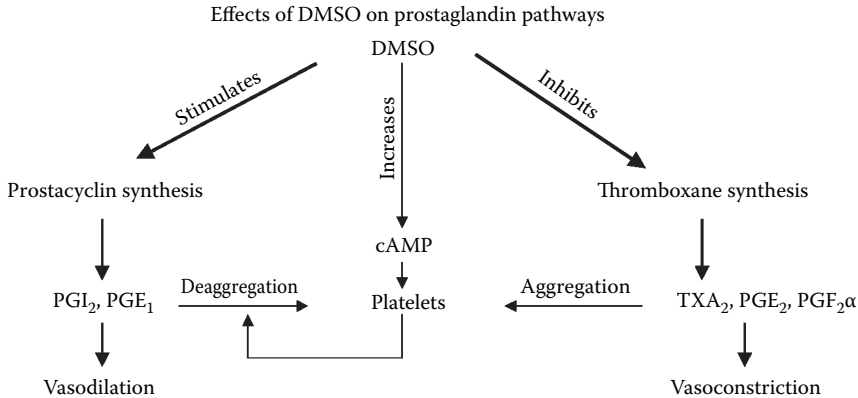 Effects of DMSO on prostaglandin pathways
DMSO
Stimulates
Increases
Inhibits
Prostacyclin synthesis
Thromboxane synthesis
cAMP
PGI₂, PGE₁
Deaggregation
Platelets
Aggregation
TXA₂, PGE₂, PGF₂α
Vasodilation
Vasoconstriction